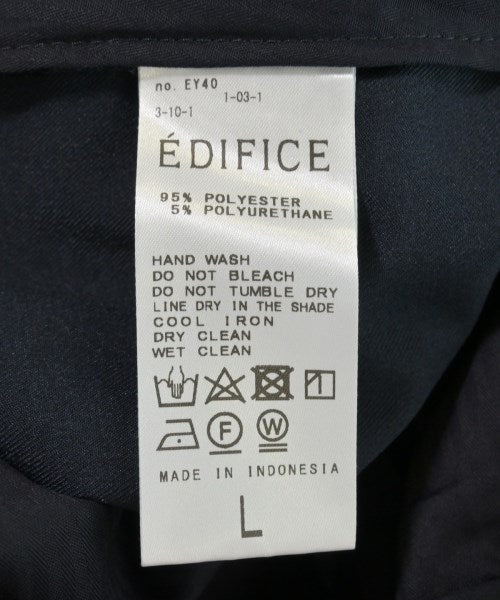 no. EY40
1-03-1
3-10-1
ÉDIFICE
95% POLYESTER
5% POLYURETHANE
HAND WASH
DO NOT BLEACH
DO NOT TUMBLE DRY
LINE DRY IN THE SHADE
COOL IRON
DRY CLEAN
WET CLEAN
F W
MADE IN INDONESIA
L